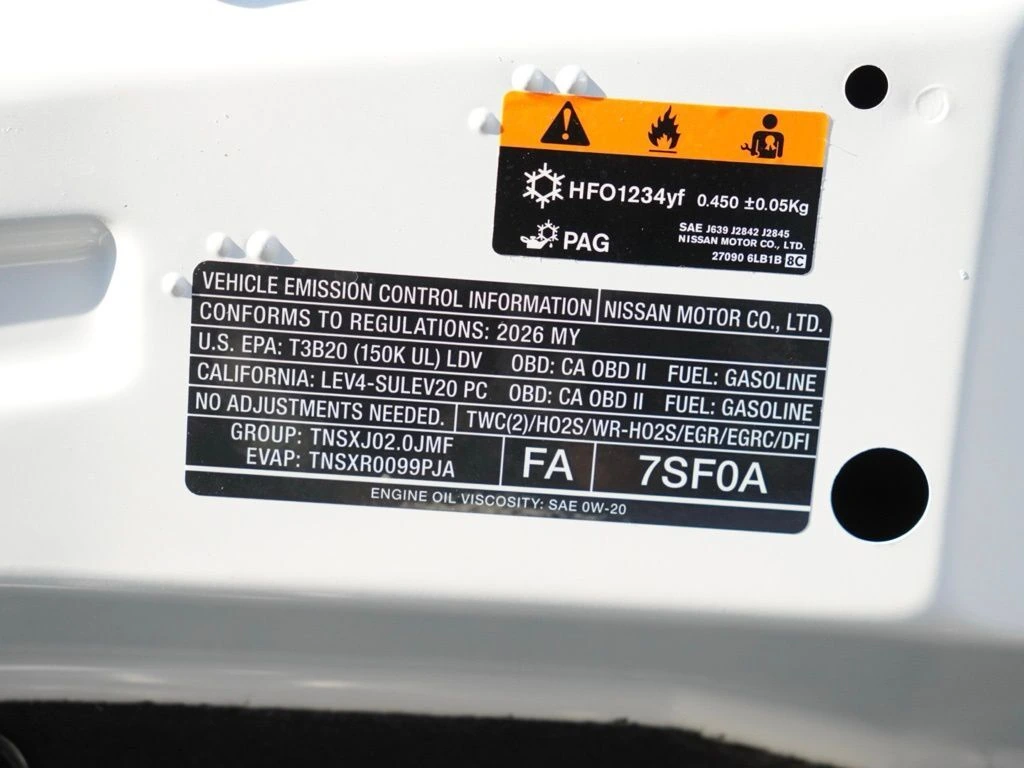 HFO1234yf 0.450 ±0.05Kg
PAG
SAE J639 J2842 J2845
NISSAN MOTOR CO., LTD.
27090 6LB1B 8C
VEHICLE EMISSION CONTROL INFORMATION NISSAN MOTOR CO., LTD.
CONFORMS TO REGULATIONS: 2026 MY
U.S. EPA: T3B20 (150K UL) LDV OBD: CA OBD II FUEL: GASOLINE
CALIFORNIA: LEV4-SULEV20 PC OBD: CA OBD II FUEL: GASOLINE
NO ADJUSTMENTS NEEDED. TWC(2)/HO2S/WR-HO2S/EGR/EGRC/DFI
GROUP: TNSXJ02.0JMF
EVAP: TNSXR0099PJA
FA 7SF0A
ENGINE OIL VISCOSITY: SAE 0W-20